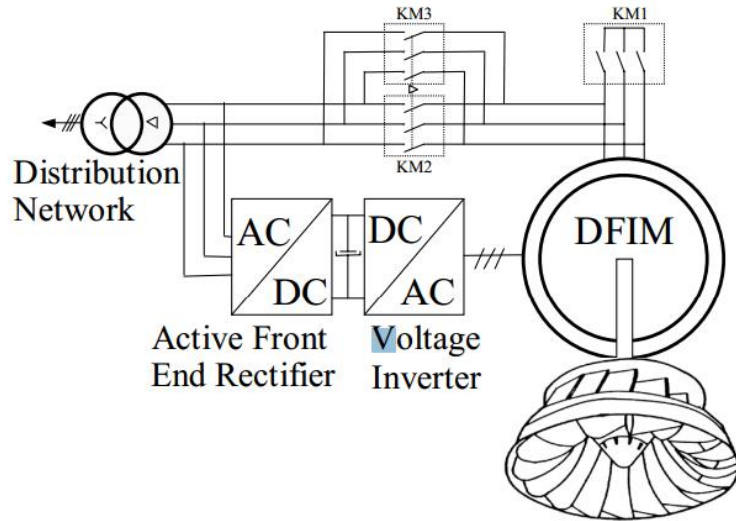 KM3
KM1
KM2
Distribution
Network
AC
DC
DC
AC
DFIM
Active Front
End Rectifier
Voltage
Inverter